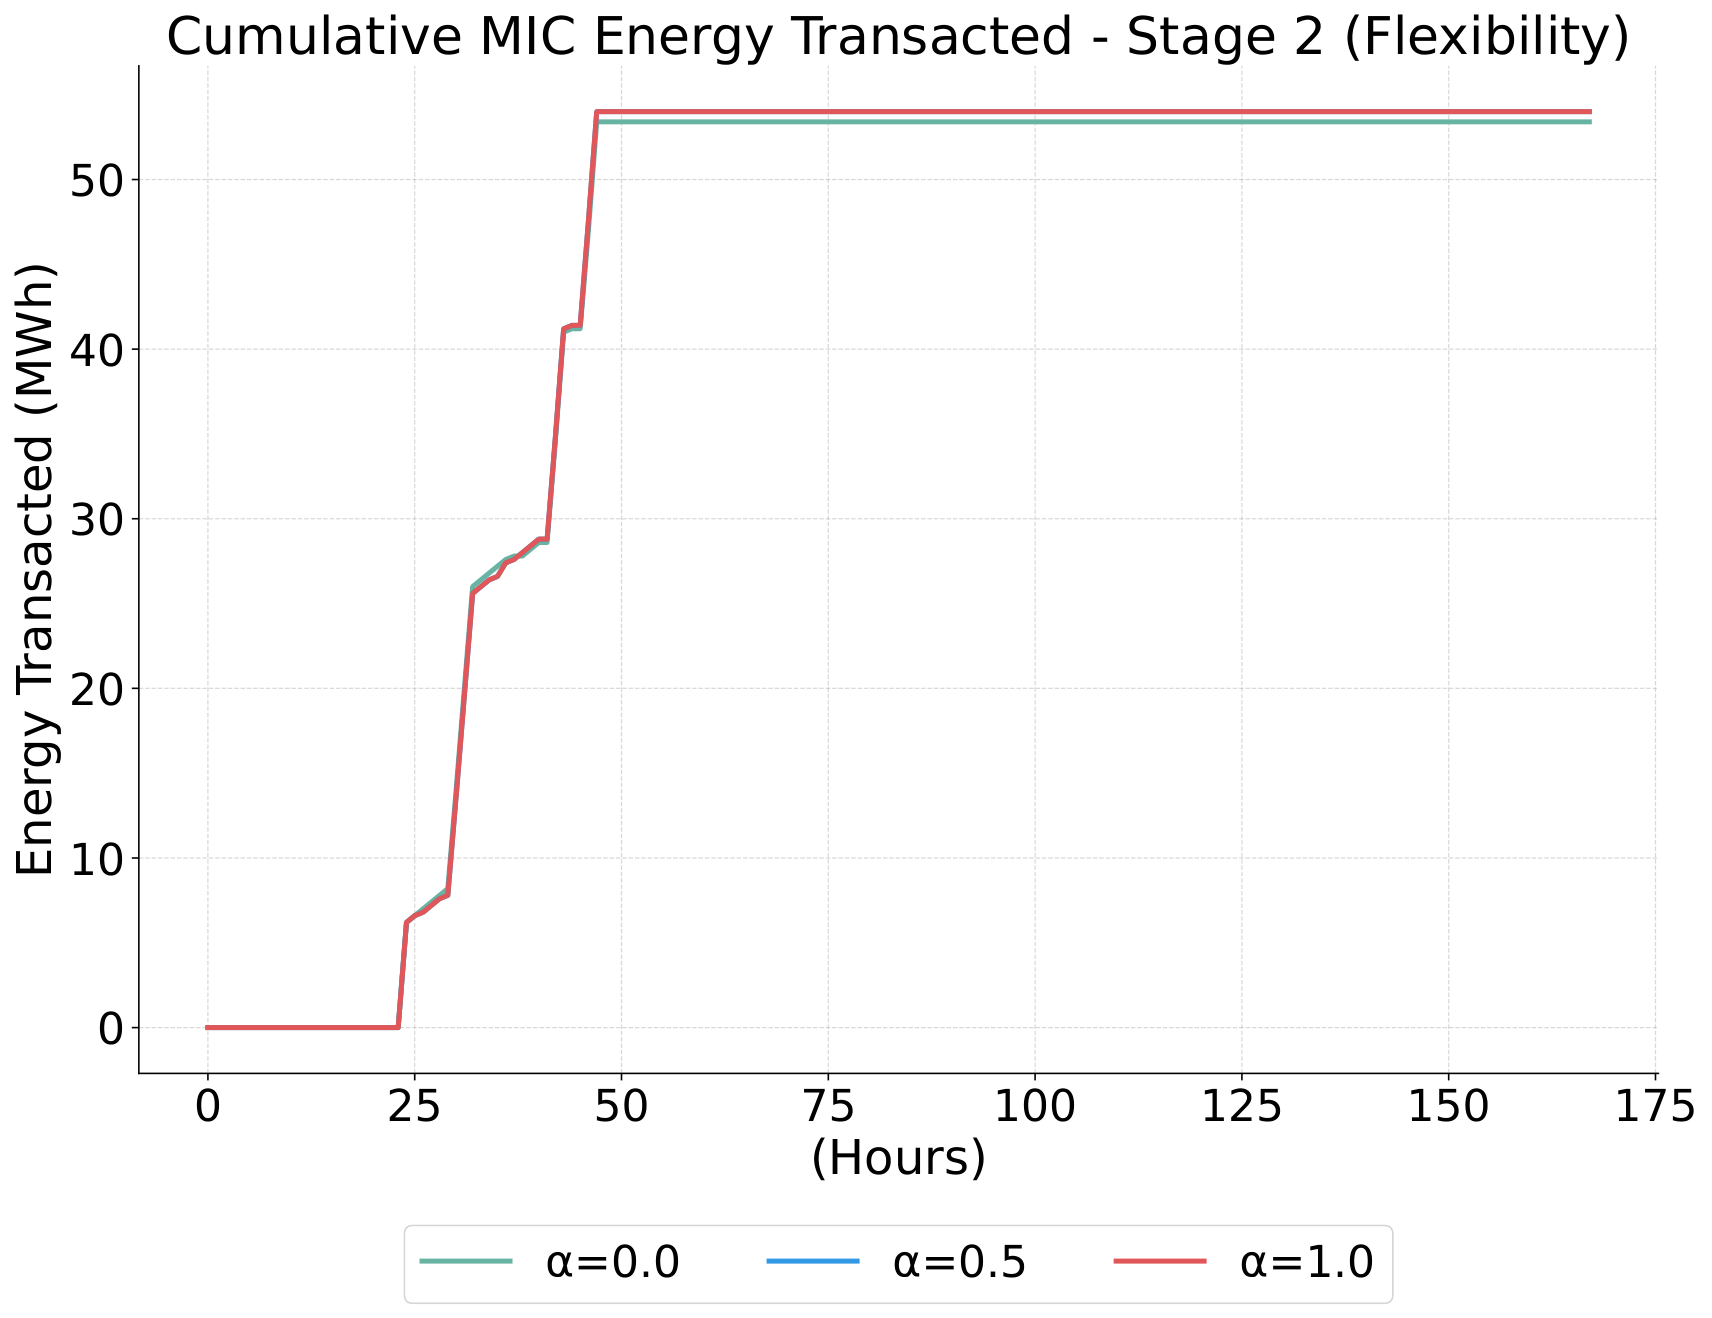 Cumulative MIC Energy Transacted - Stage 2 (Flexibility)
Energy Transacted (MWh)
50
40
30
20
10
0
0 25 50 75 100 125 150 175
(Hours)
α=0.0 α=0.5 α=1.0